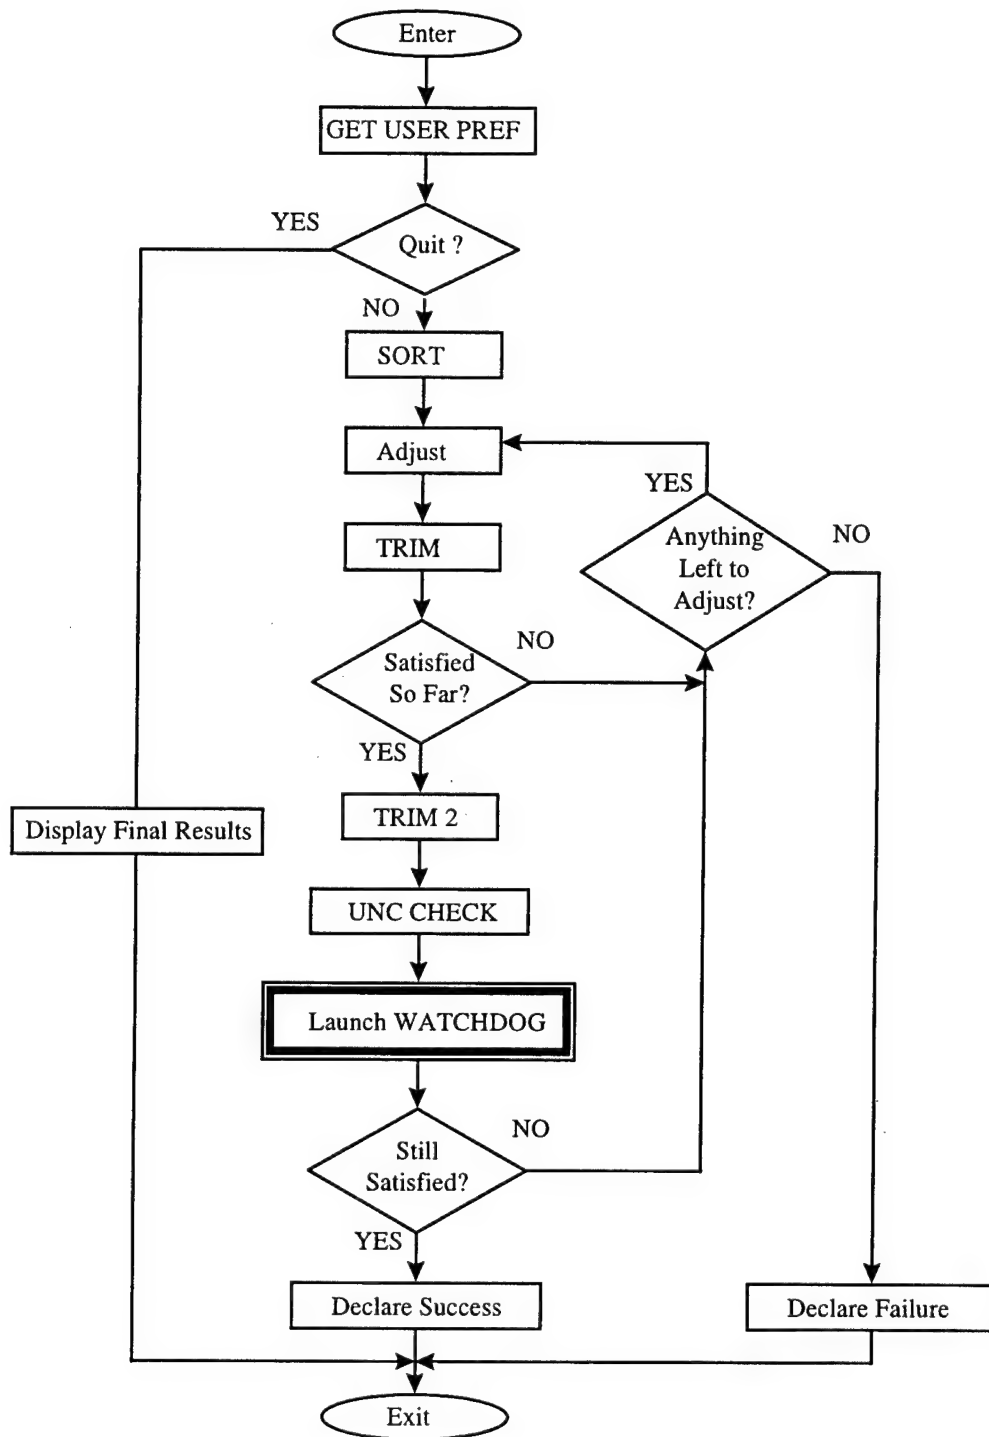 Enter
GET USER PREF
YES
Quit ?
NO
SORT
Adjust
YES
TRIM
Anything
Left to
Adjust?
NO
Satisfied
So Far?
NO
YES
TRIM 2
Display Final Results
UNC CHECK
Launch WATCHDOG
Still
Satisfied?
NO
YES
Declare Success
Declare Failure
Exit